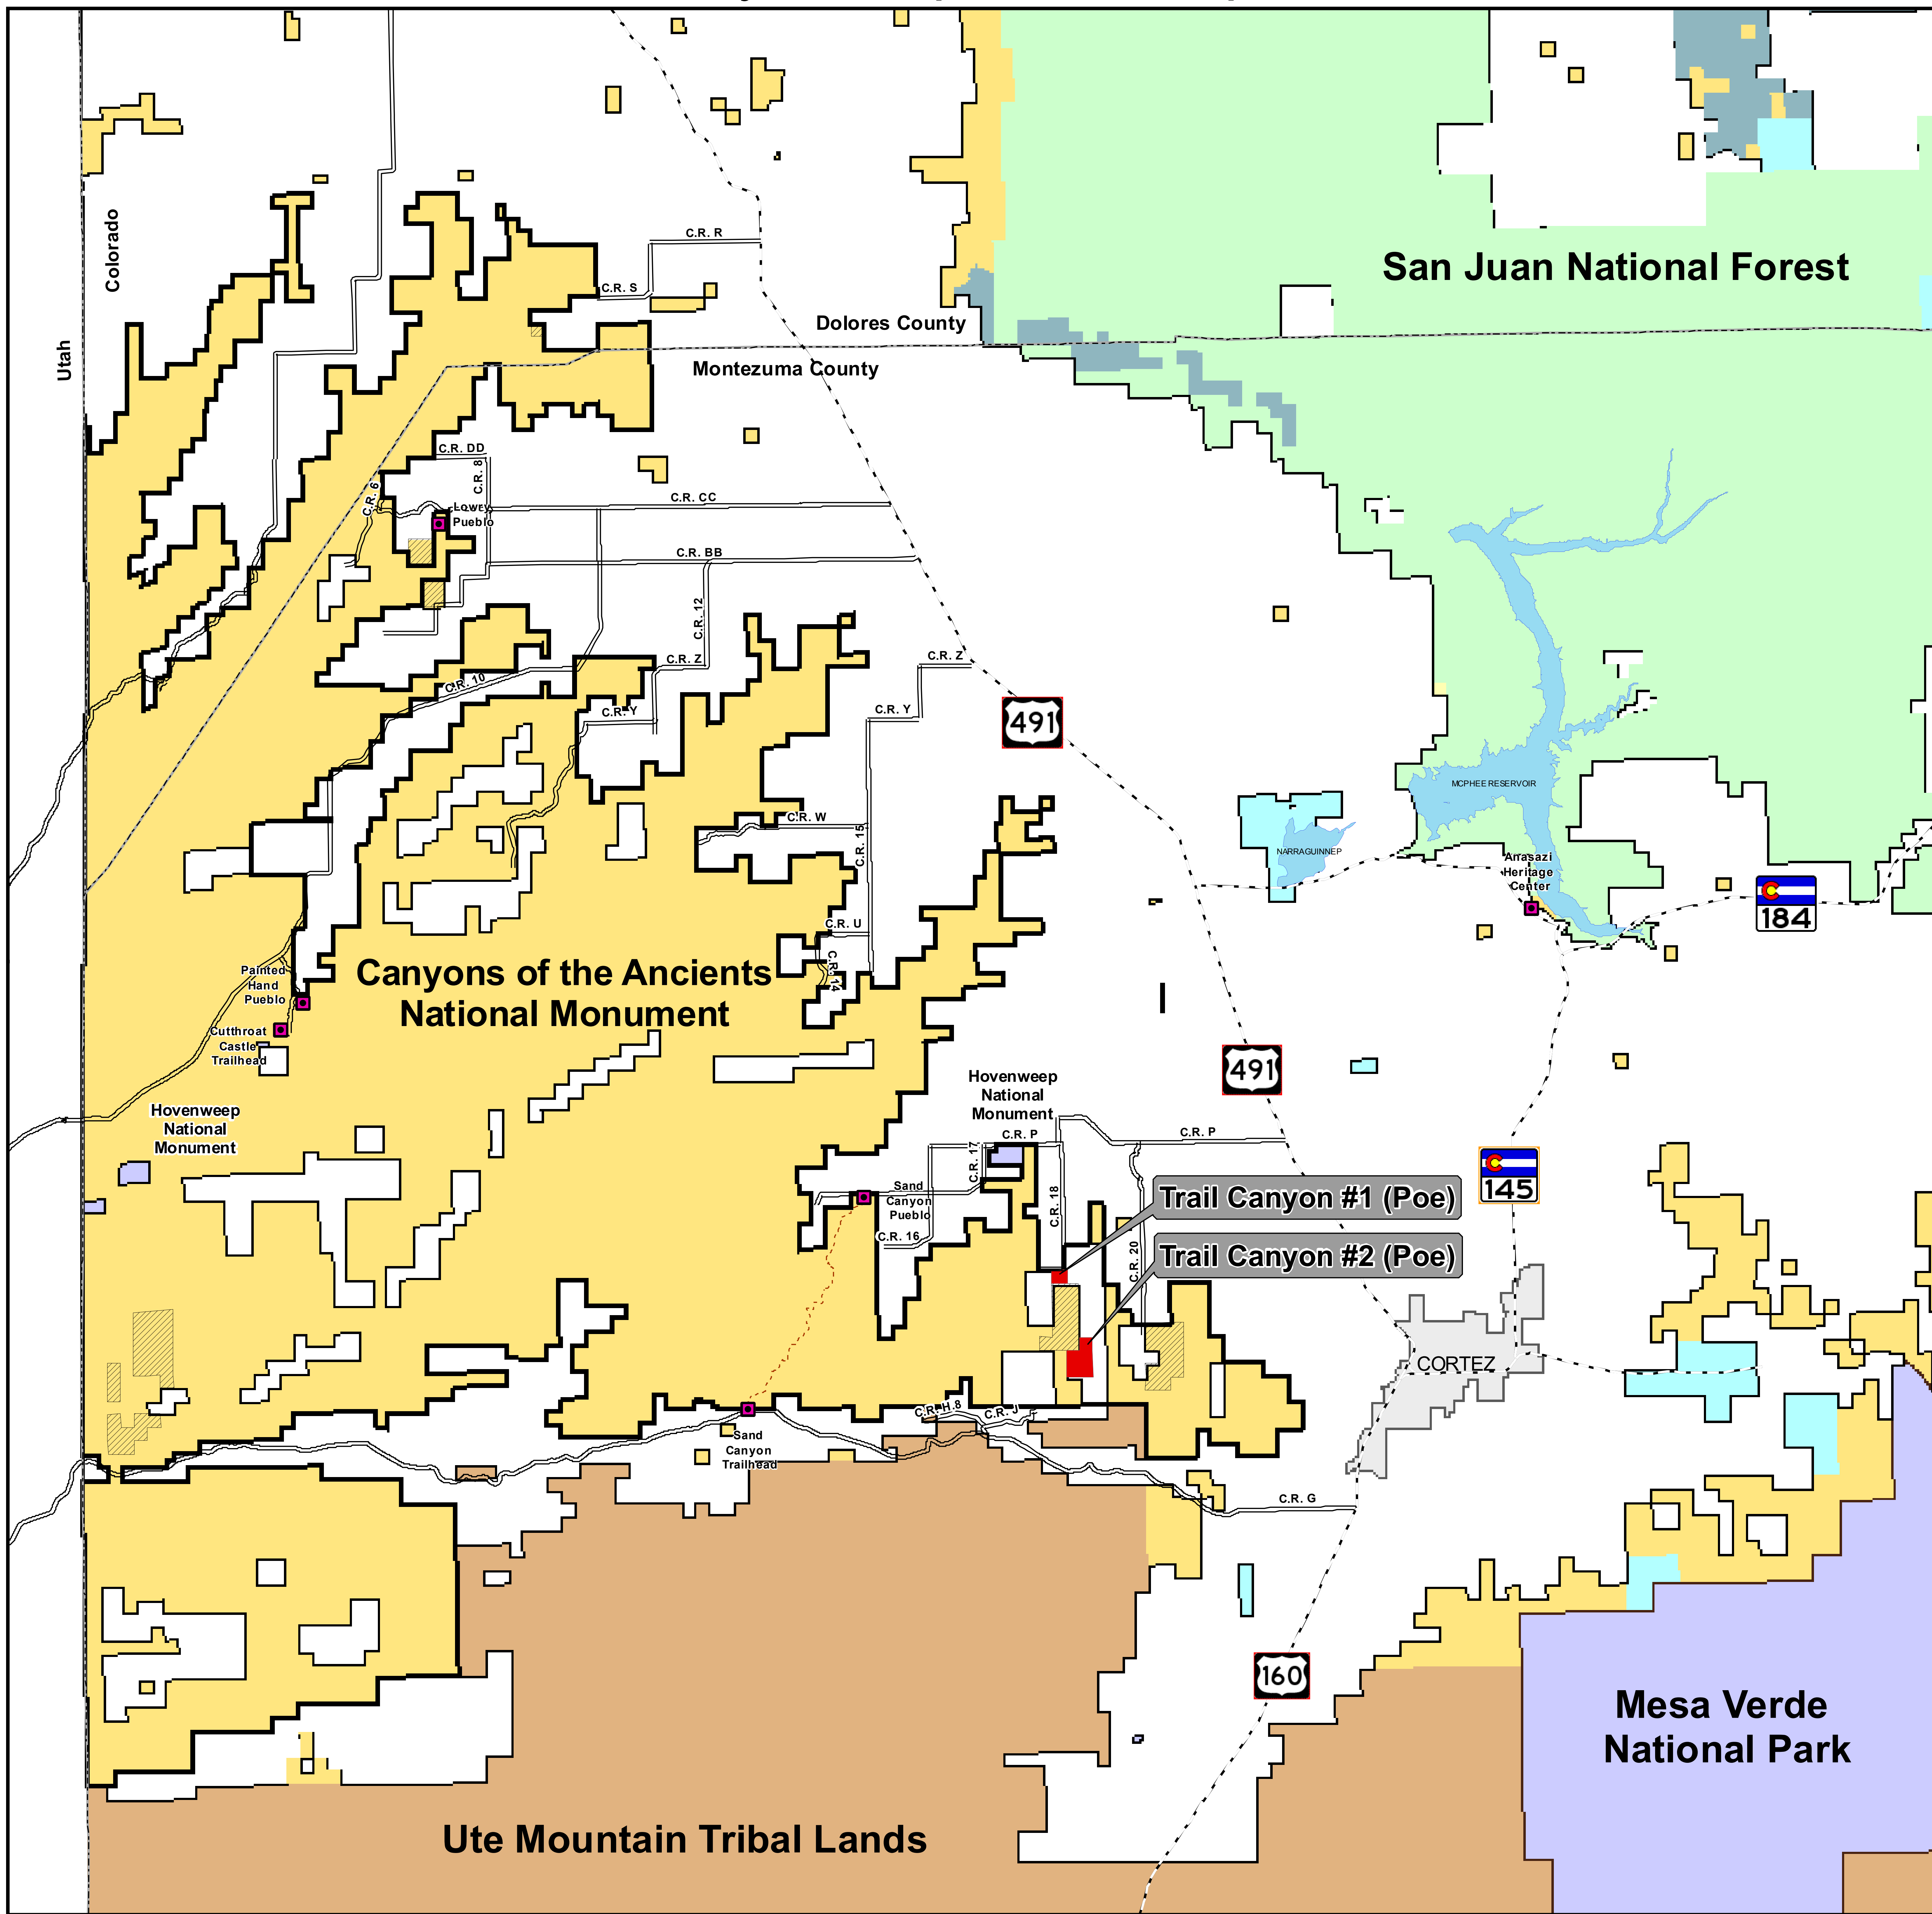 Colorado
Utah
San Juan National Forest
C.R. R
C.R. S
Dolores County
Montezuma County
C.R. DD
C.R. 8
C.R. 6
C.R. CC
Lowry
Pueblo
C.R. BB
C.R. 12
C.R. Z
C.R. Z
C.R. 10
C.R. Y
C.R. Y
491
MCPHEE RESERVOIR
C.R. W
C.R. 15
NARRAGUINNEP
Anasazi
Heritage
Center
184
C.R. U
C.R. 14
Painted
Hand
Pueblo
Canyons of the Ancients
National Monument
Cutthroat
Castle
Trailhead
491
Hovenweep
National
Monument
Hovenweep
National
Monument
C.R. P
C.R. P
C.R. 17
145
Sand
Canyon
Pueblo
C.R. 18
Trail Canyon #1 (Poe)
C.R. 16
C.R. 20
Trail Canyon #2 (Poe)
CORTEZ
C.R. H.8
C.R. J
Sand
Canyon
Trailhead
C.R. G
160
Mesa Verde
National Park
Ute Mountain Tribal Lands